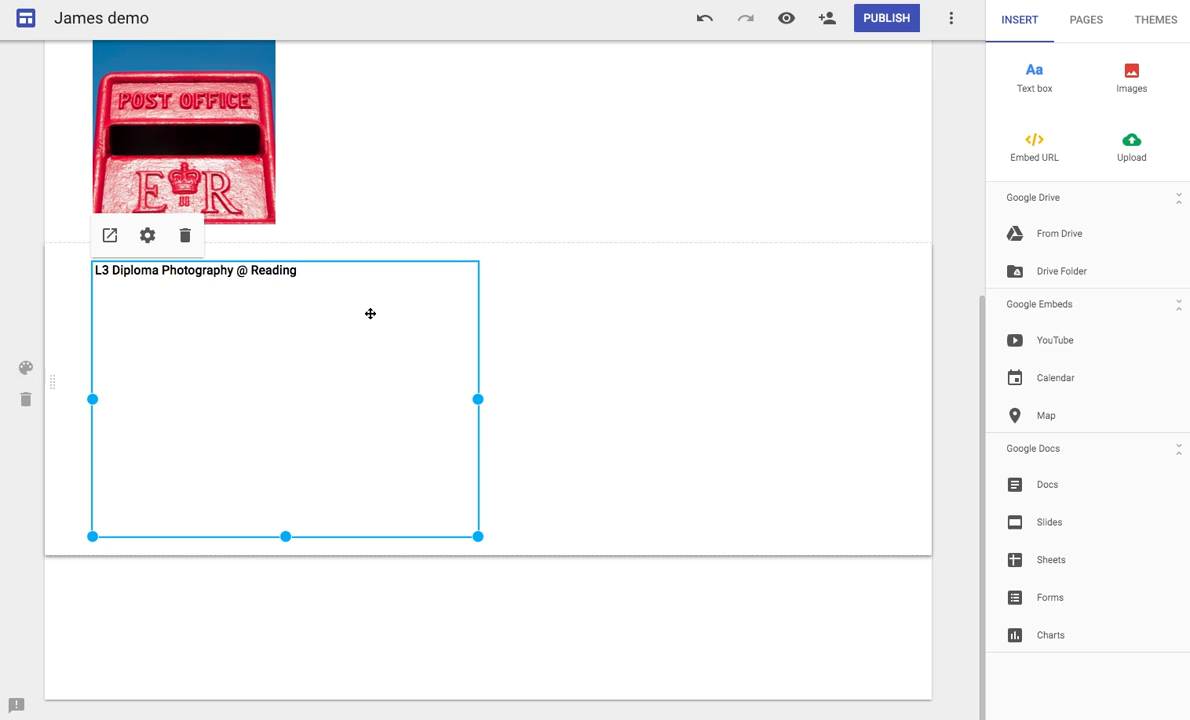 James demo
PUBLISH
INSERT
PAGES
THEMES
Aa
Text box
Images
</>
Embed URL
Upload
Google Drive
From Drive
Drive Folder
Google Embeds
YouTube
Calendar
Map
Google Docs
Docs
Slides
Sheets
Forms
Charts
POST OFFICE
E II R
L3 Diploma Photography @ Reading